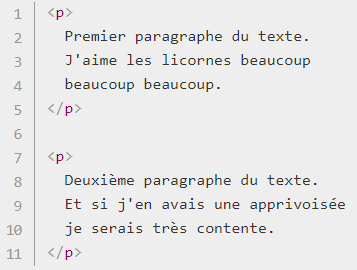 1 <p>
2 Premier paragraphe du texte.
3 J'aime les licornes beaucoup
4 beaucoup beaucoup.
5 </p>
6
7 <p>
8 Deuxième paragraphe du texte.
9 Et si j'en avais une apprivoisée
10 je serais très contente.
11 </p>